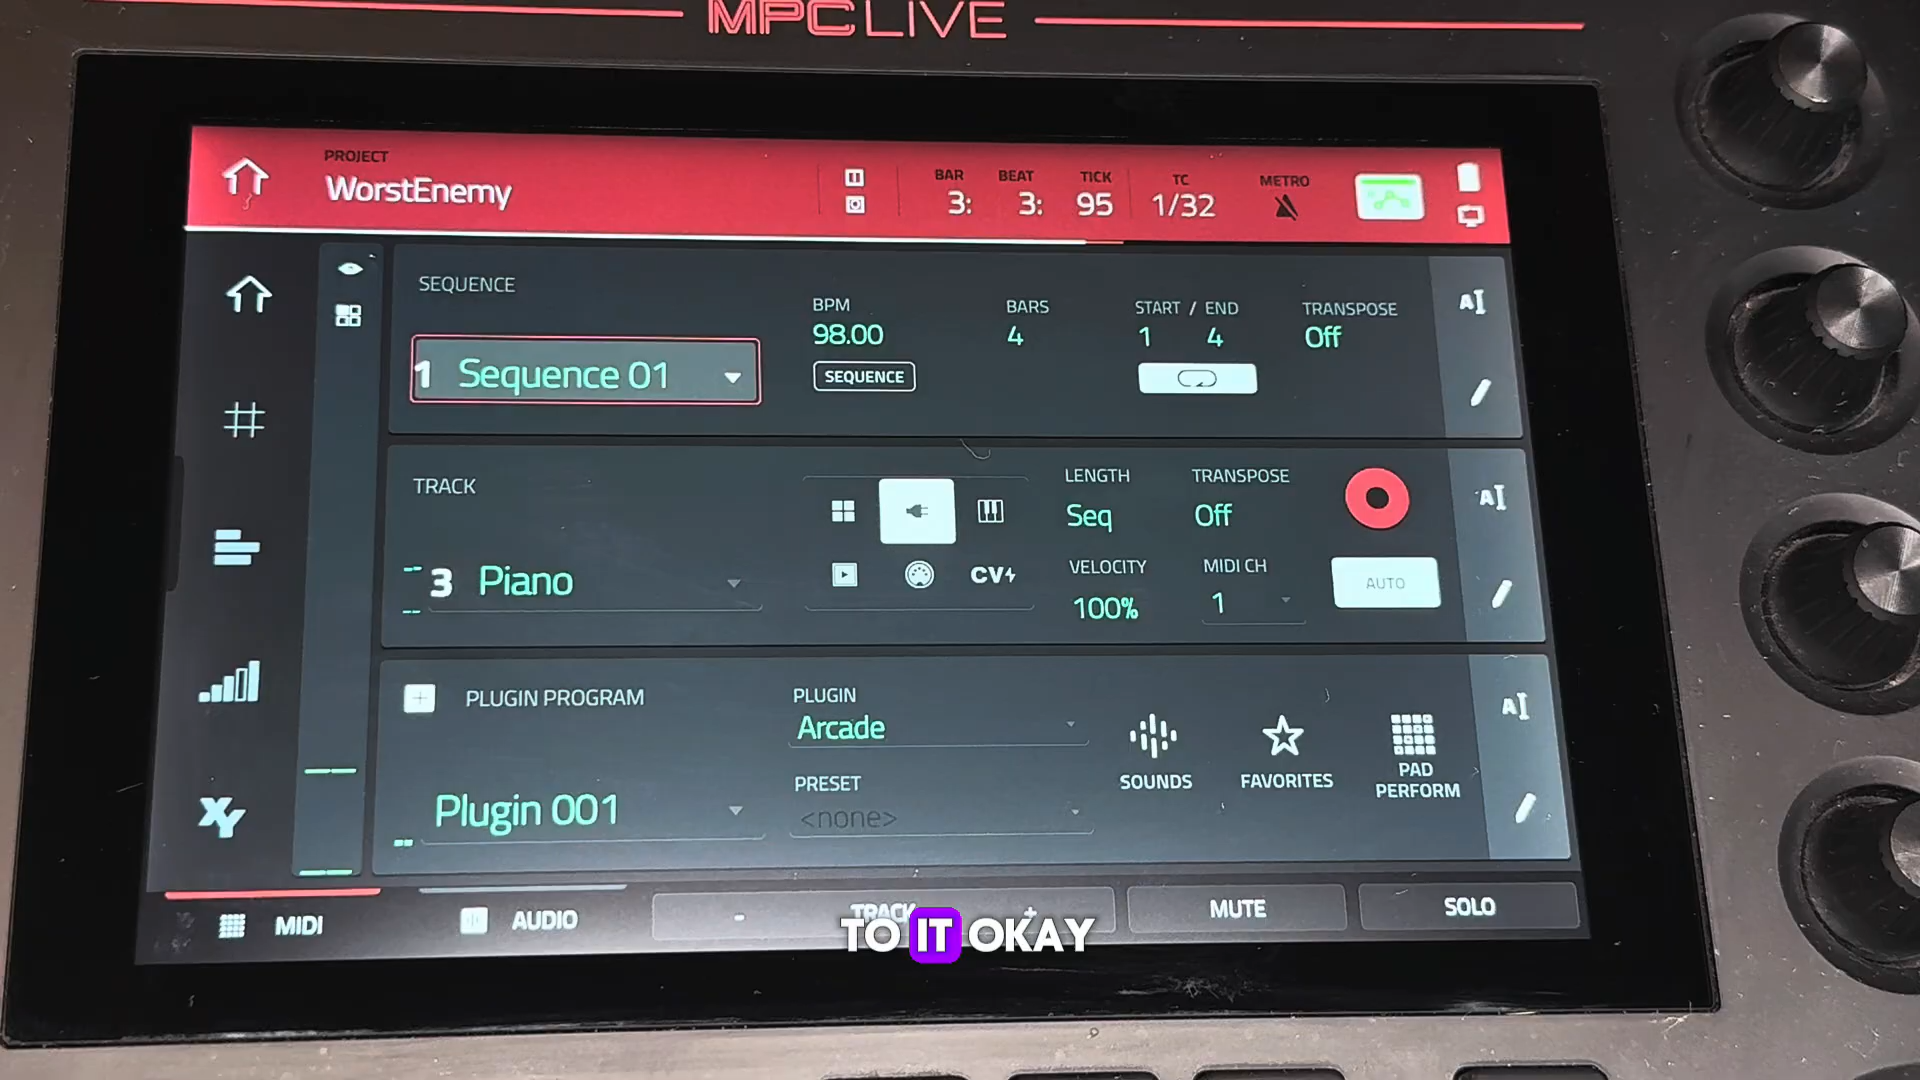 MPC LIVE
PROJECT
WorstEnemy
BAR BEAT TICK
3: 3: 95
TC
1/32
METRO
SEQUENCE
1 Sequence 01
BPM
98.00
SEQUENCE
BARS
4
START / END
1 4
TRANSPOSE
Off
TRACK
3 Piano
CV
LENGTH
Seq
TRANSPOSE
Off
VELOCITY
100%
MIDI CH
1
AUTO
PLUGIN PROGRAM
Plugin 001
PLUGIN
Arcade
PRESET
<none>
SOUNDS
FAVORITES
PAD
PERFORM
XY
MIDI
AUDIO
- TRACK +
MUTE
SOLO
TO IT OKAY